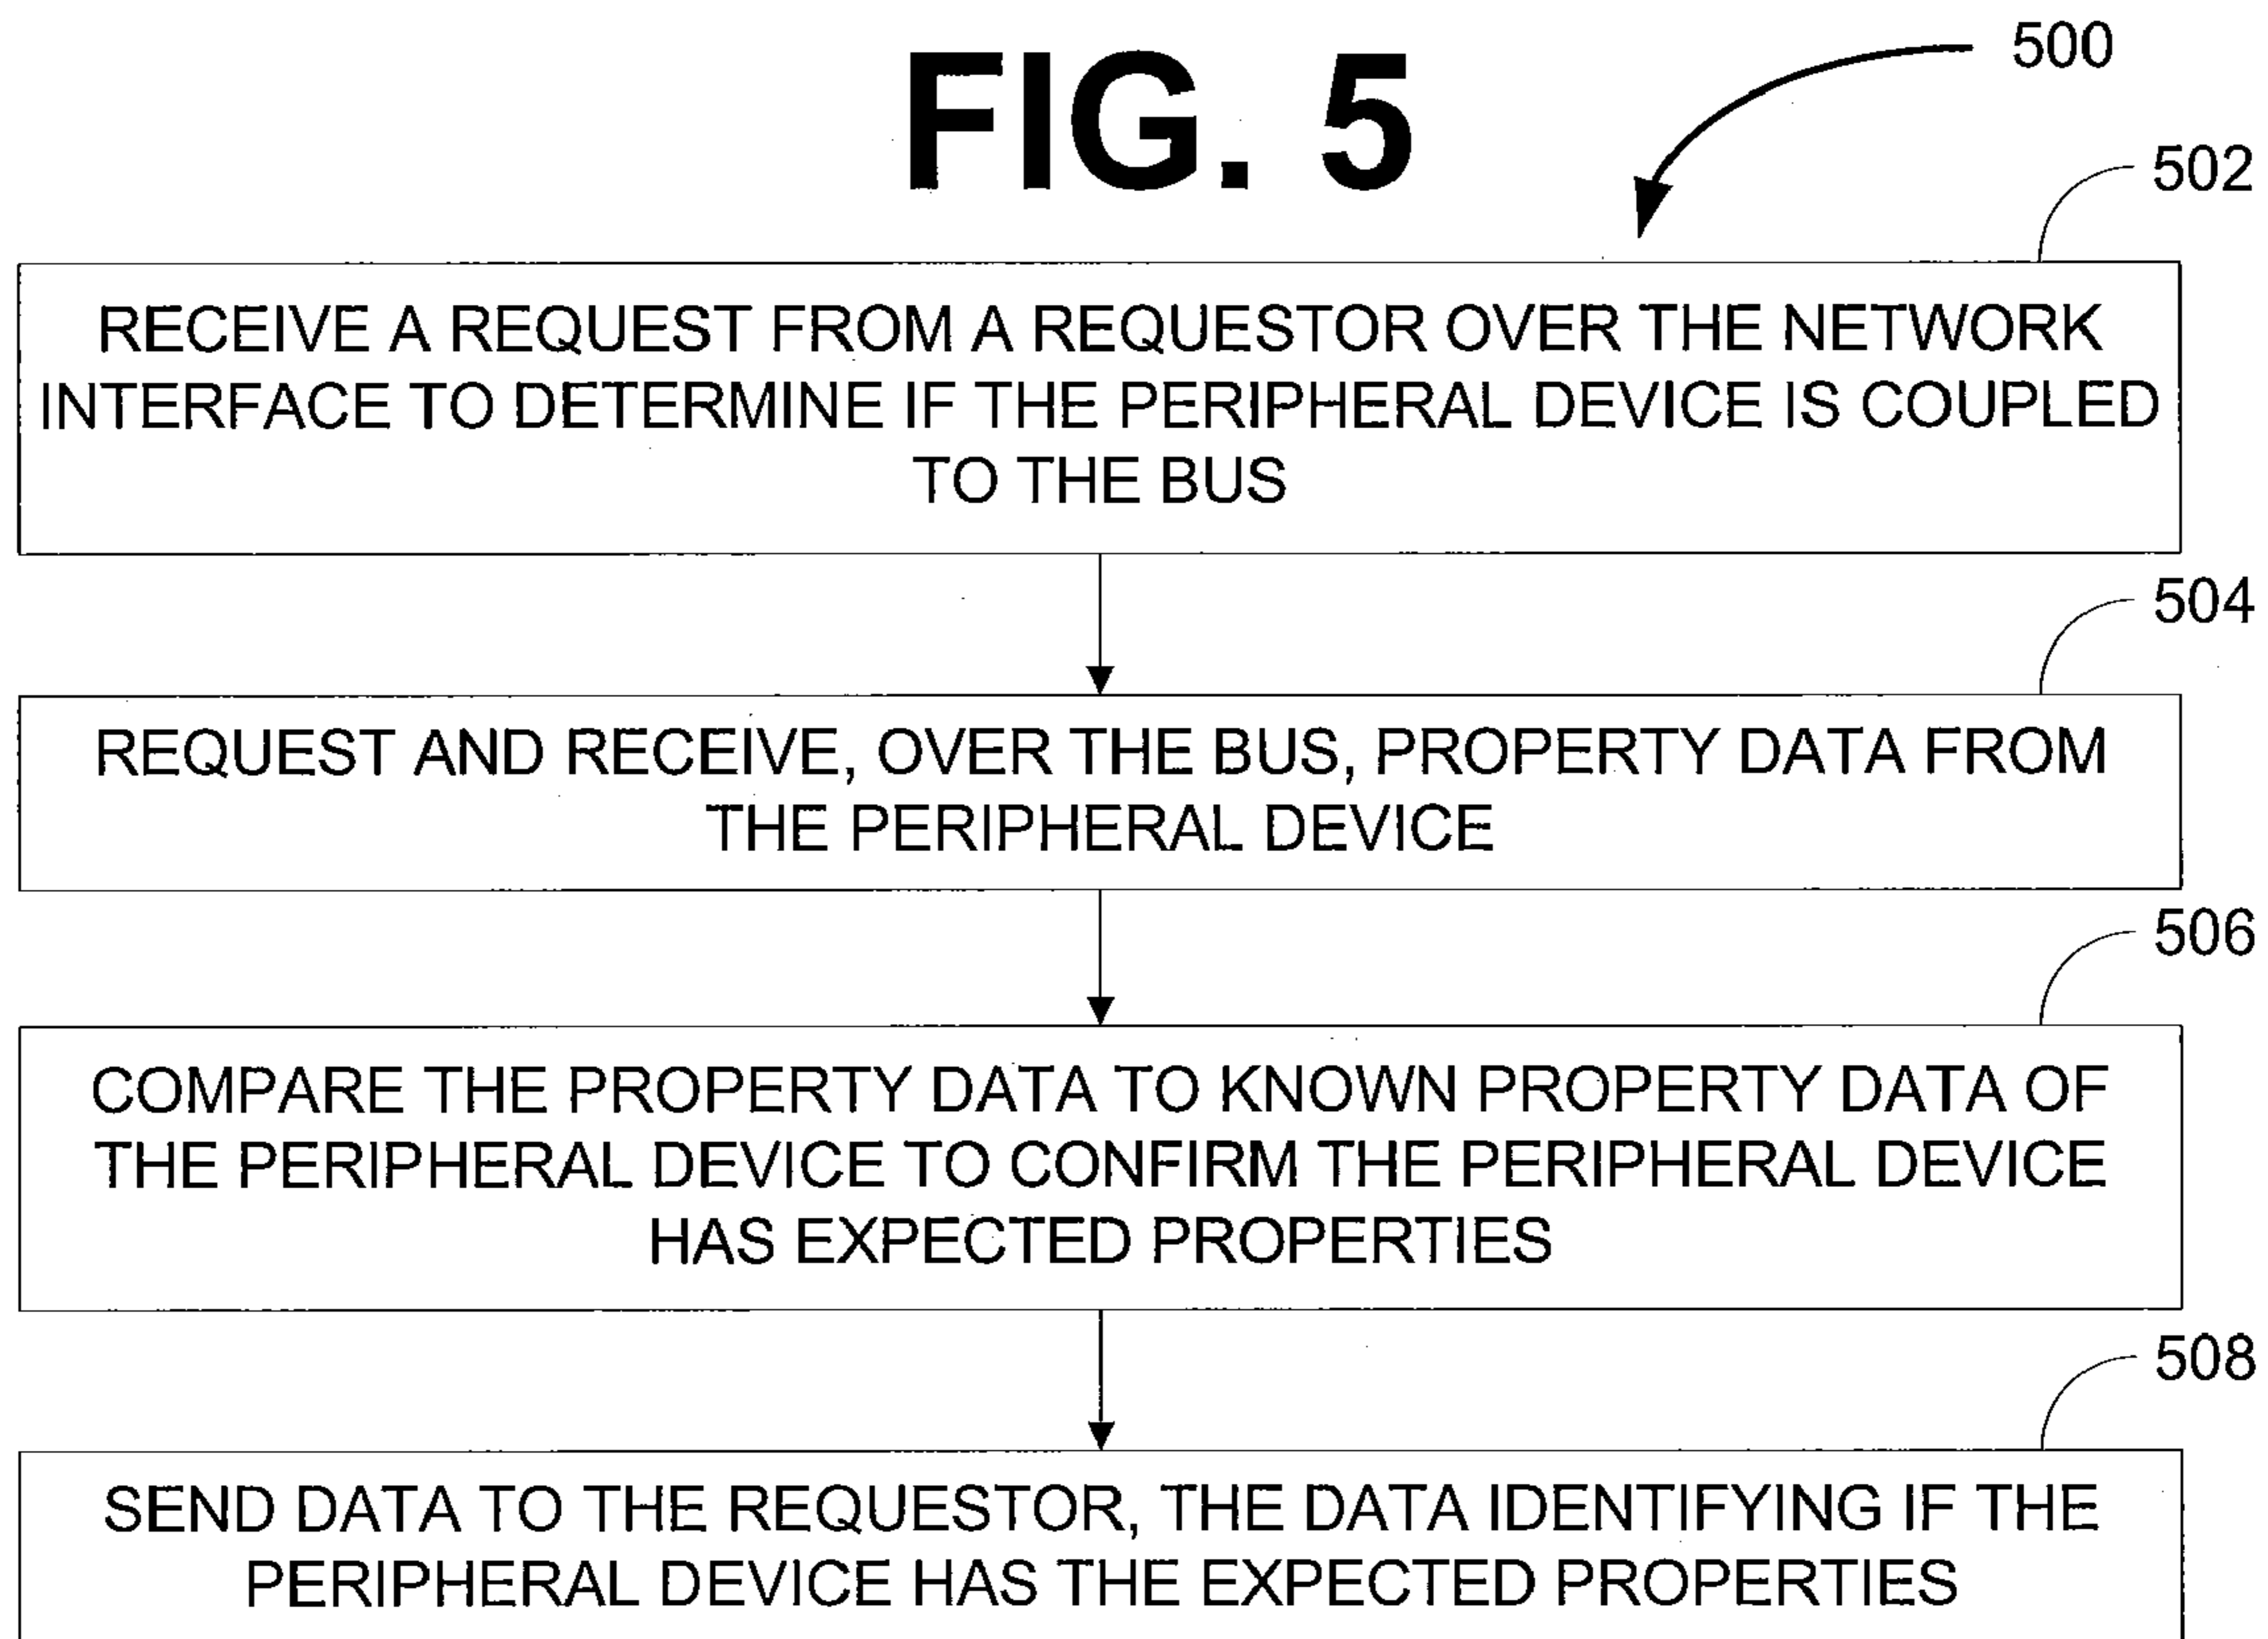 FIG. 5
500
502
RECEIVE A REQUEST FROM A REQUESTOR OVER THE NETWORK
INTERFACE TO DETERMINE IF THE PERIPHERAL DEVICE IS COUPLED
TO THE BUS
504
REQUEST AND RECEIVE, OVER THE BUS, PROPERTY DATA FROM
THE PERIPHERAL DEVICE
506
COMPARE THE PROPERTY DATA TO KNOWN PROPERTY DATA OF
THE PERIPHERAL DEVICE TO CONFIRM THE PERIPHERAL DEVICE
HAS EXPECTED PROPERTIES
508
SEND DATA TO THE REQUESTOR, THE DATA IDENTIFYING IF THE
PERIPHERAL DEVICE HAS THE EXPECTED PROPERTIES